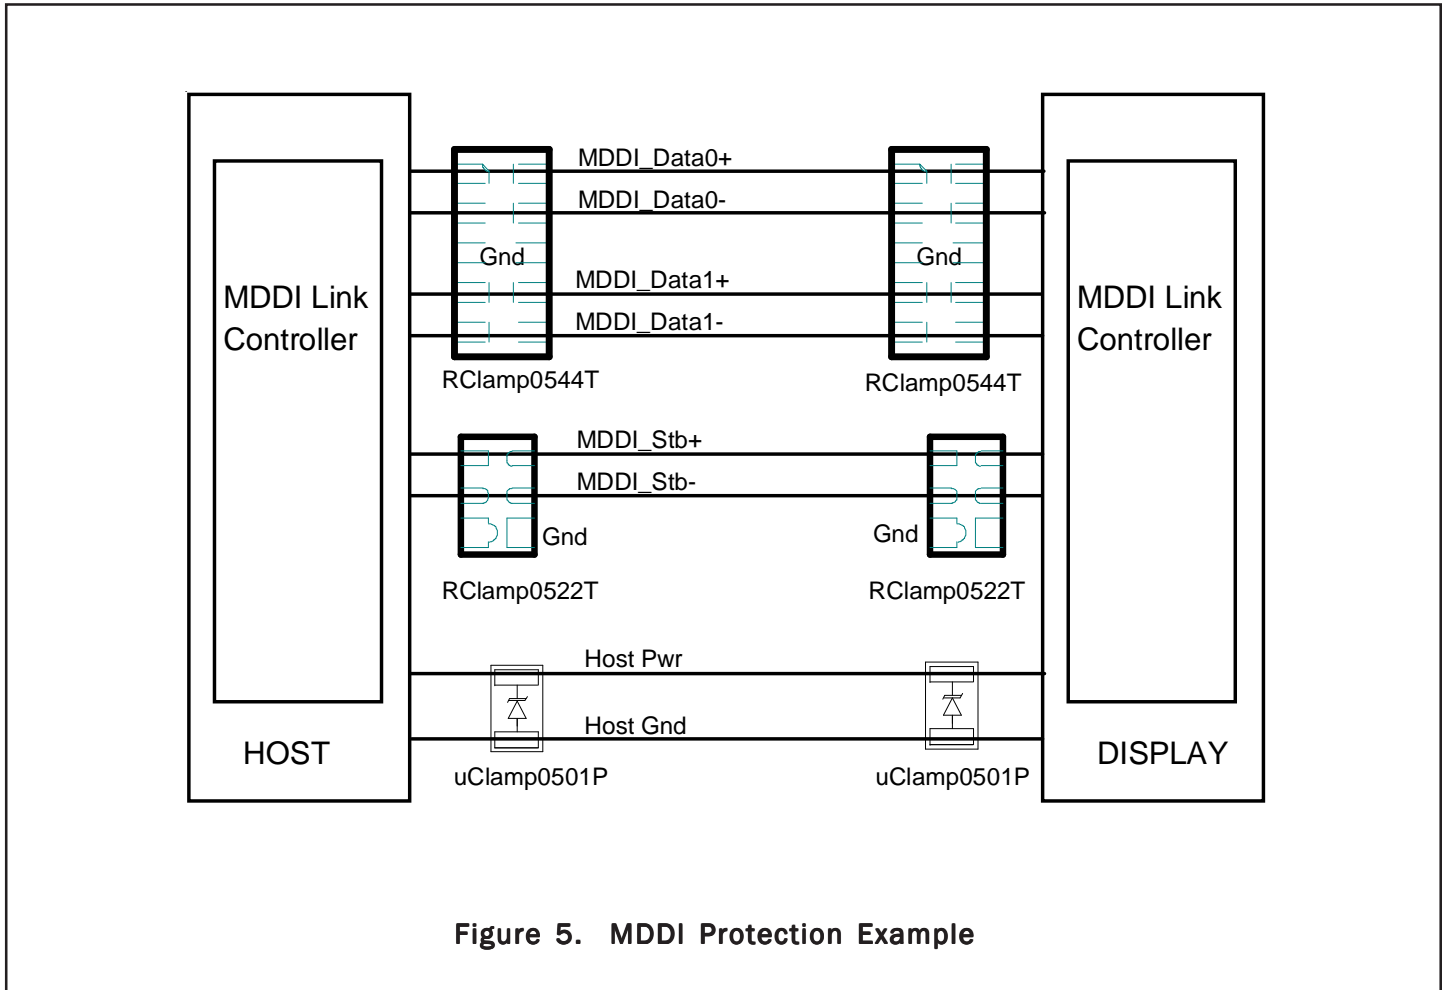 MDDI_Data0+
MDDI_Data0-
Gnd
Gnd
MDDI_Data1+
MDDI_Data1-
MDDI Link
Controller
MDDI Link
Controller
RClamp0544T
RClamp0544T
MDDI_Stb+
MDDI_Stb-
Gnd
Gnd
RClamp0522T
RClamp0522T
Host Pwr
Host Gnd
HOST
DISPLAY
uClamp0501P
uClamp0501P
Figure 5. MDDI Protection Example